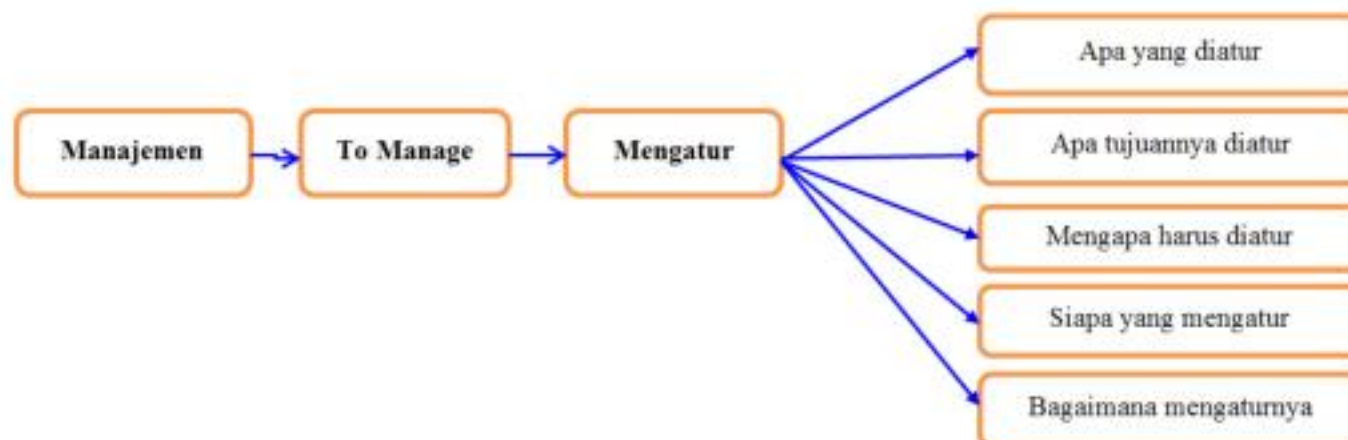 Manajemen
To Manage
Mengatur
Apa yang diatur
Apa tujuannya diatur
Mengapa harus diatur
Siapa yang mengatur
Bagaimana mengaturnya